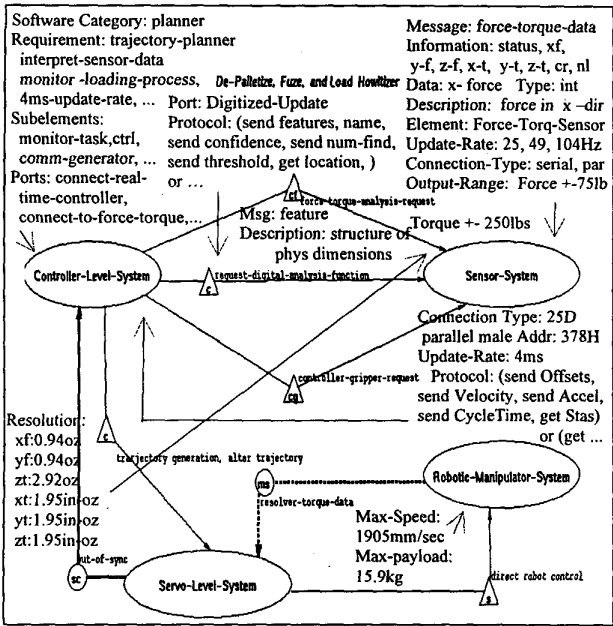 Software Category: planner
Requirement: trajectory-planner
interpret-sensor-data
monitor -loading-process,
4ms-update-rate, ...
Subelements:
monitor-task,ctrl,
comm-generator, ...
Ports: connect-real-
time-controller,
connect-to-force-torque,...
De-Palletize, Fuze, and Load Howitizer
Port: Digitized-Update
Protocol: (send features, name,
send confidence, send num-find,
send threshold, get location, )
or ...
Message: force-torque-data
Information: status, xf,
y-f, z-f, x-t, y-t, z-t, cr, nl
Data: x- force Type: int
Description: force in x –dir
Element: Force-Torq-Sensor
Update-Rate: 25, 49, 104Hz
Connection-Type: serial, par
Output-Range: Force +-75lb
Torque +- 250lbs
cf
force-torque-analysis-request
Msg: feature
Description: structure of
phys dimensions
Controller-Level-System
c
request-digital-analysis-function
Sensor-System
Connection Type: 25D
parallel male Addr: 378H
Update-Rate: 4ms
Protocol: (send Offsets,
send Velocity, send Accel,
send CycleTime, get Stas)
or (get ...
cg
controller-gripper-request
Resolution:
xf:0.94oz
yf:0.94oz
zt:2.92oz
xt:1.95in-oz
yt:1.95in-oz
zt:1.95in-oz
c
trarjectory generation, alter trajectory
ms
resolver-torque-data
Robotic-Manipulator-System
Max-Speed:
1905mm/sec
Max-payload:
15.9kg
out-of-sync
sc
Servo-Level-System
direct robot control
s